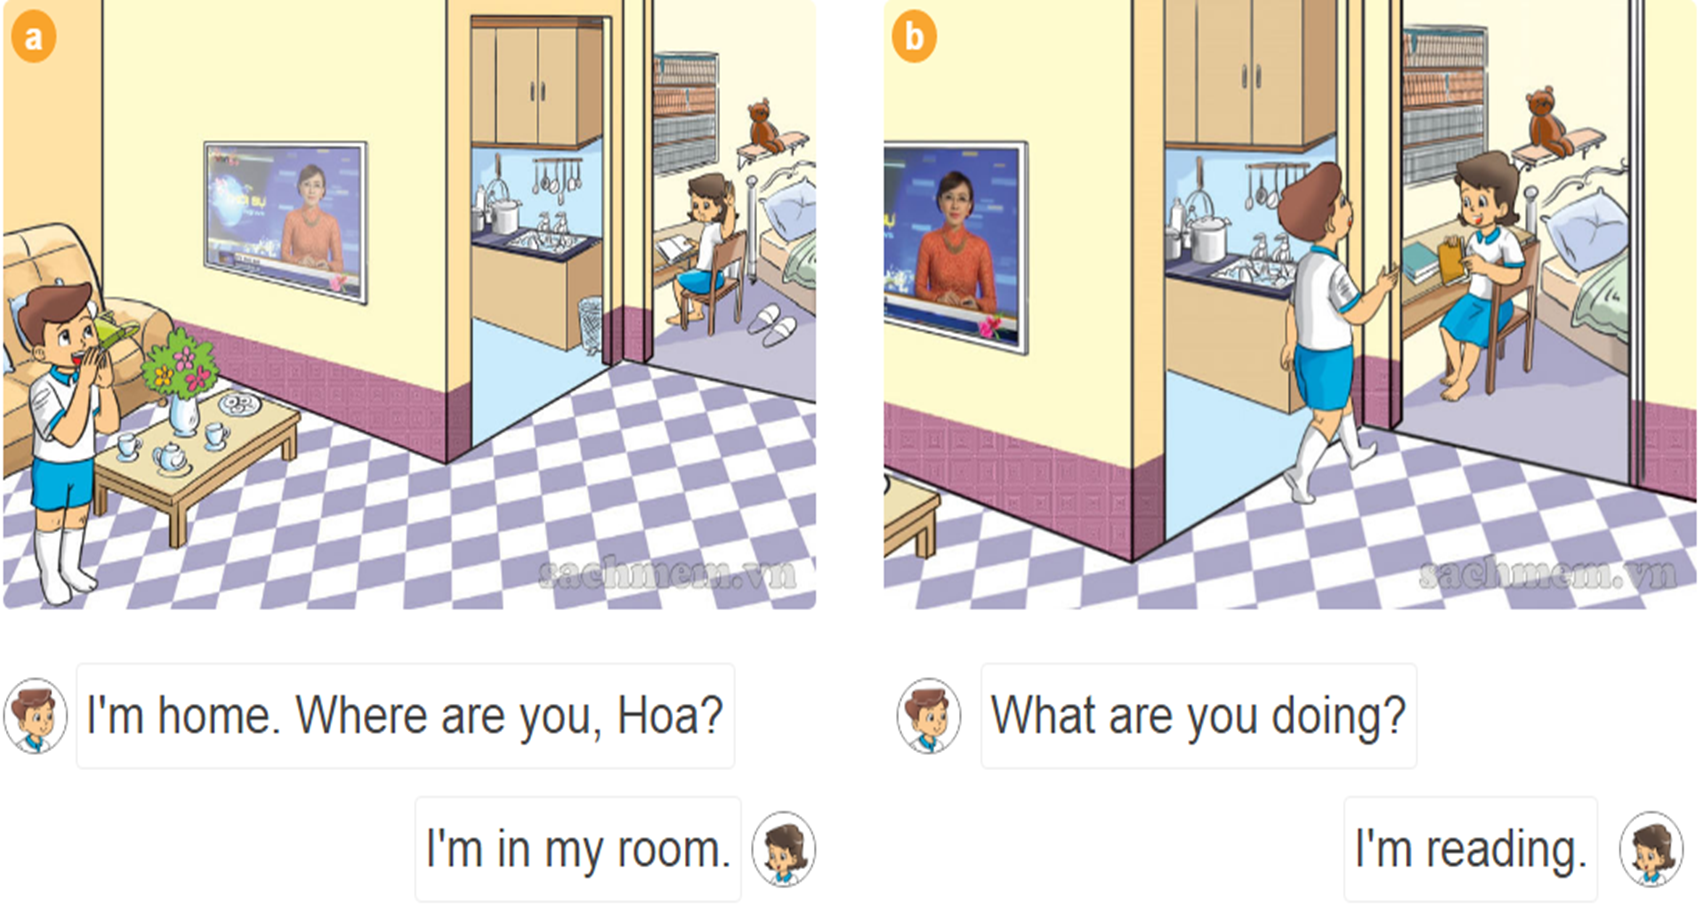 a
b
sachmem.vn
sachmem.vn
I'm home. Where are you, Hoa?
I'm in my room.
What are you doing?
I'm reading.